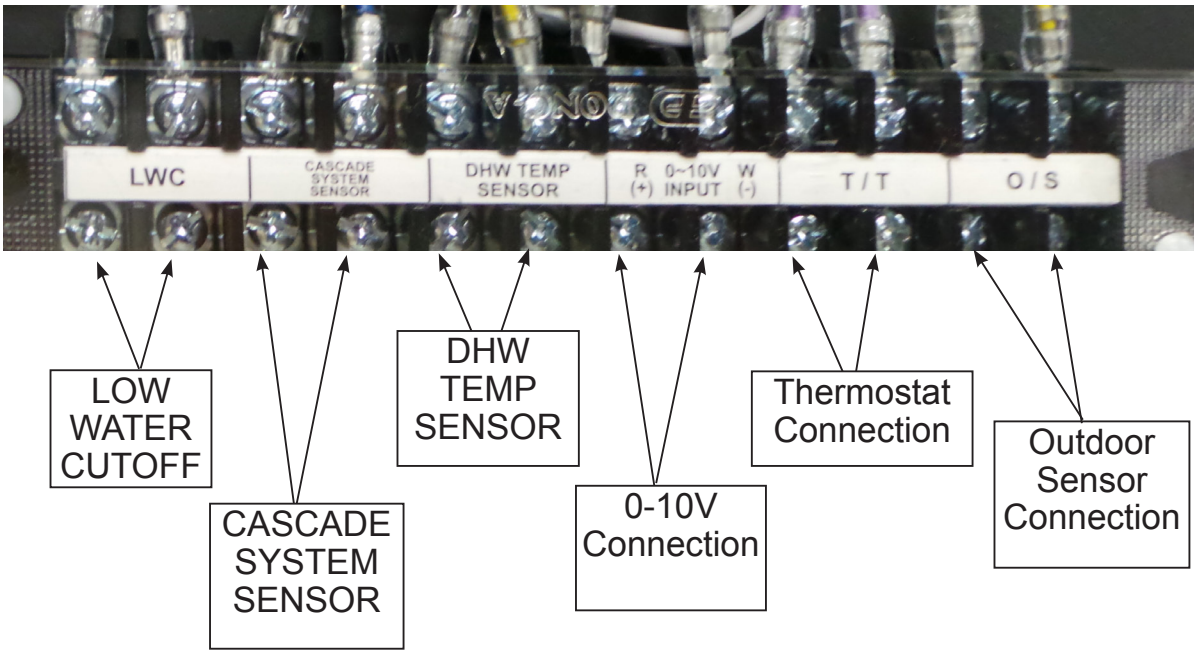 LWC
CASCADE
SYSTEM
SENSOR
DHW TEMP
SENSOR
R 0~10V W
(+) INPUT (-)
T / T
O / S
LOW
WATER
CUTOFF
CASCADE
SYSTEM
SENSOR
DHW
TEMP
SENSOR
0-10V
Connection
Thermostat
Connection
Outdoor
Sensor
Connection